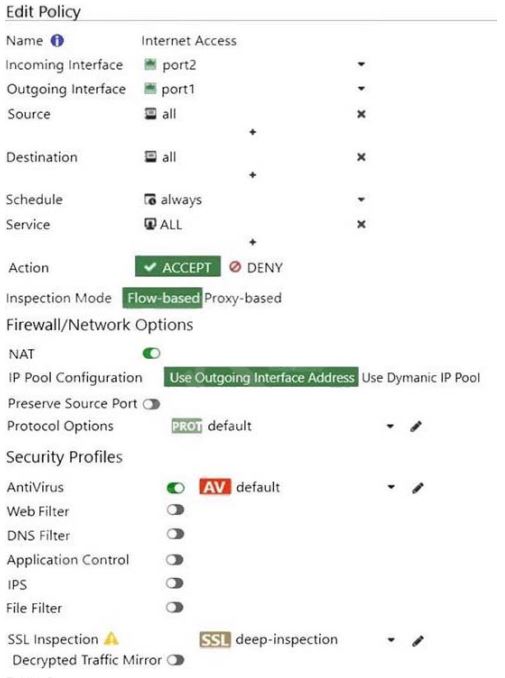 Edit Policy
Name Internet Access
Incoming Interface port2
Outgoing Interface port1
Source all
+
Destination all
+
Schedule always
Service ALL
+
Action ACCEPT DENY
Inspection Mode Flow-based Proxy-based
Firewall/Network Options
NAT
IP Pool Configuration Use Outgoing Interface Address Use Dymanic IP Pool
Preserve Source Port
Protocol Options PROT default
Security Profiles
AntiVirus AV default
Web Filter
DNS Filter
Application Control
IPS
File Filter
SSL Inspection SSL deep-inspection
Decrypted Traffic Mirror